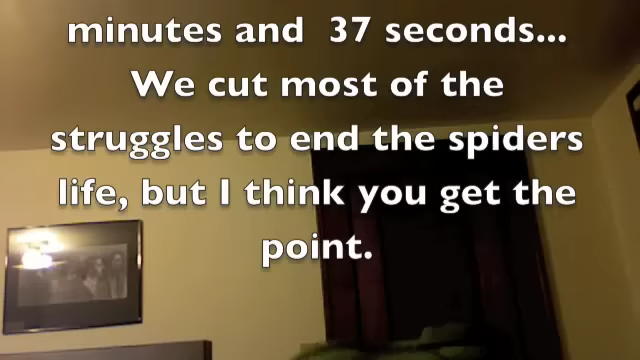 minutes and 37 seconds...
We cut most of the
struggles to end the spiders
life, but I think you get the
point.